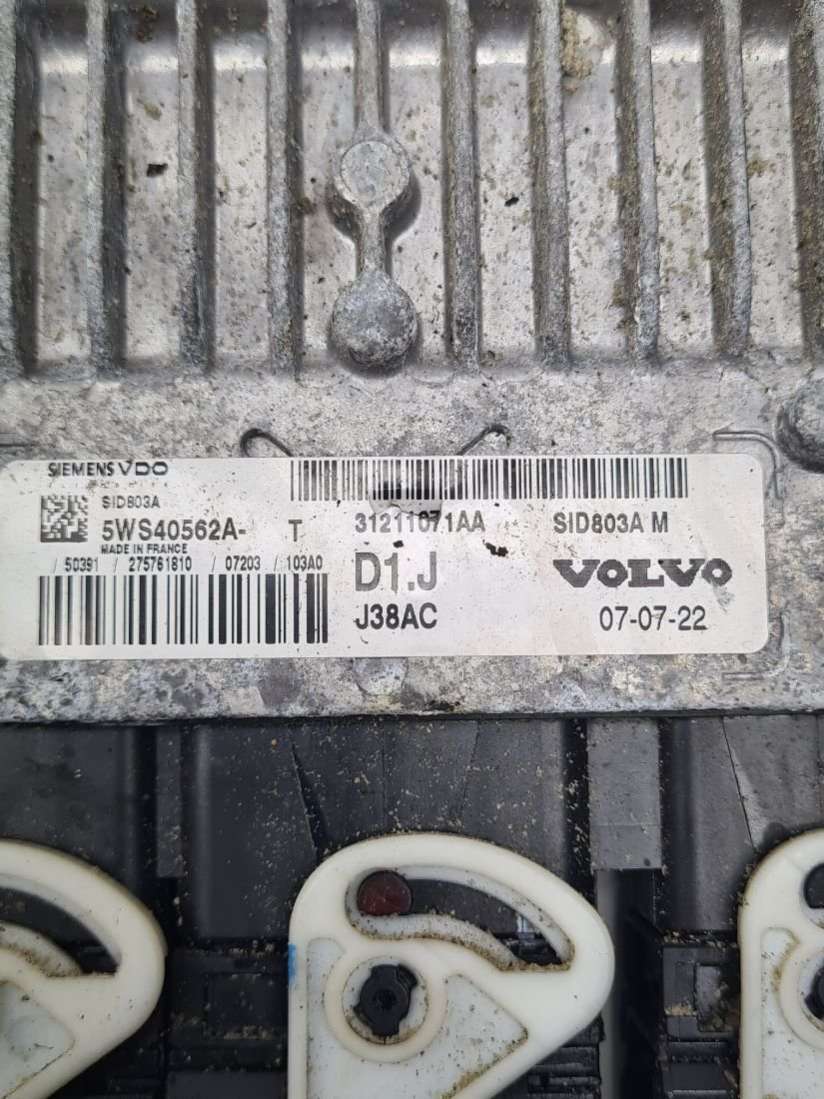 SIEMENS VDO
SID803A
5WS40562A- T
MADE IN FRANCE
/ 50391 / 275761810 / 07203 / 103A0
31211071AA SID803A M
D1.J VOLVO
J38AC 07-07-22